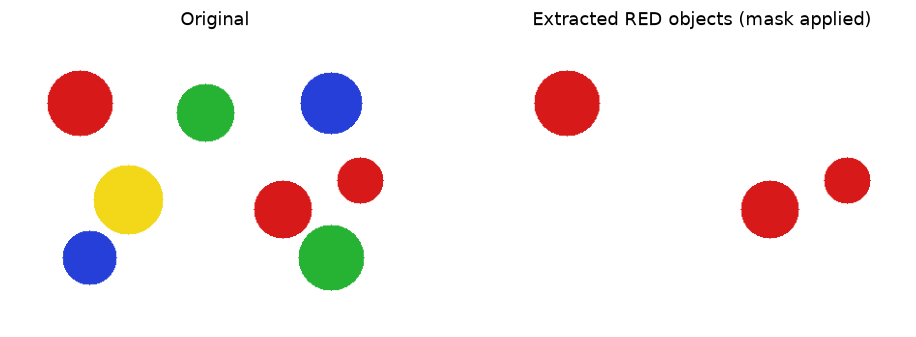 Original
Extracted RED objects (mask applied)